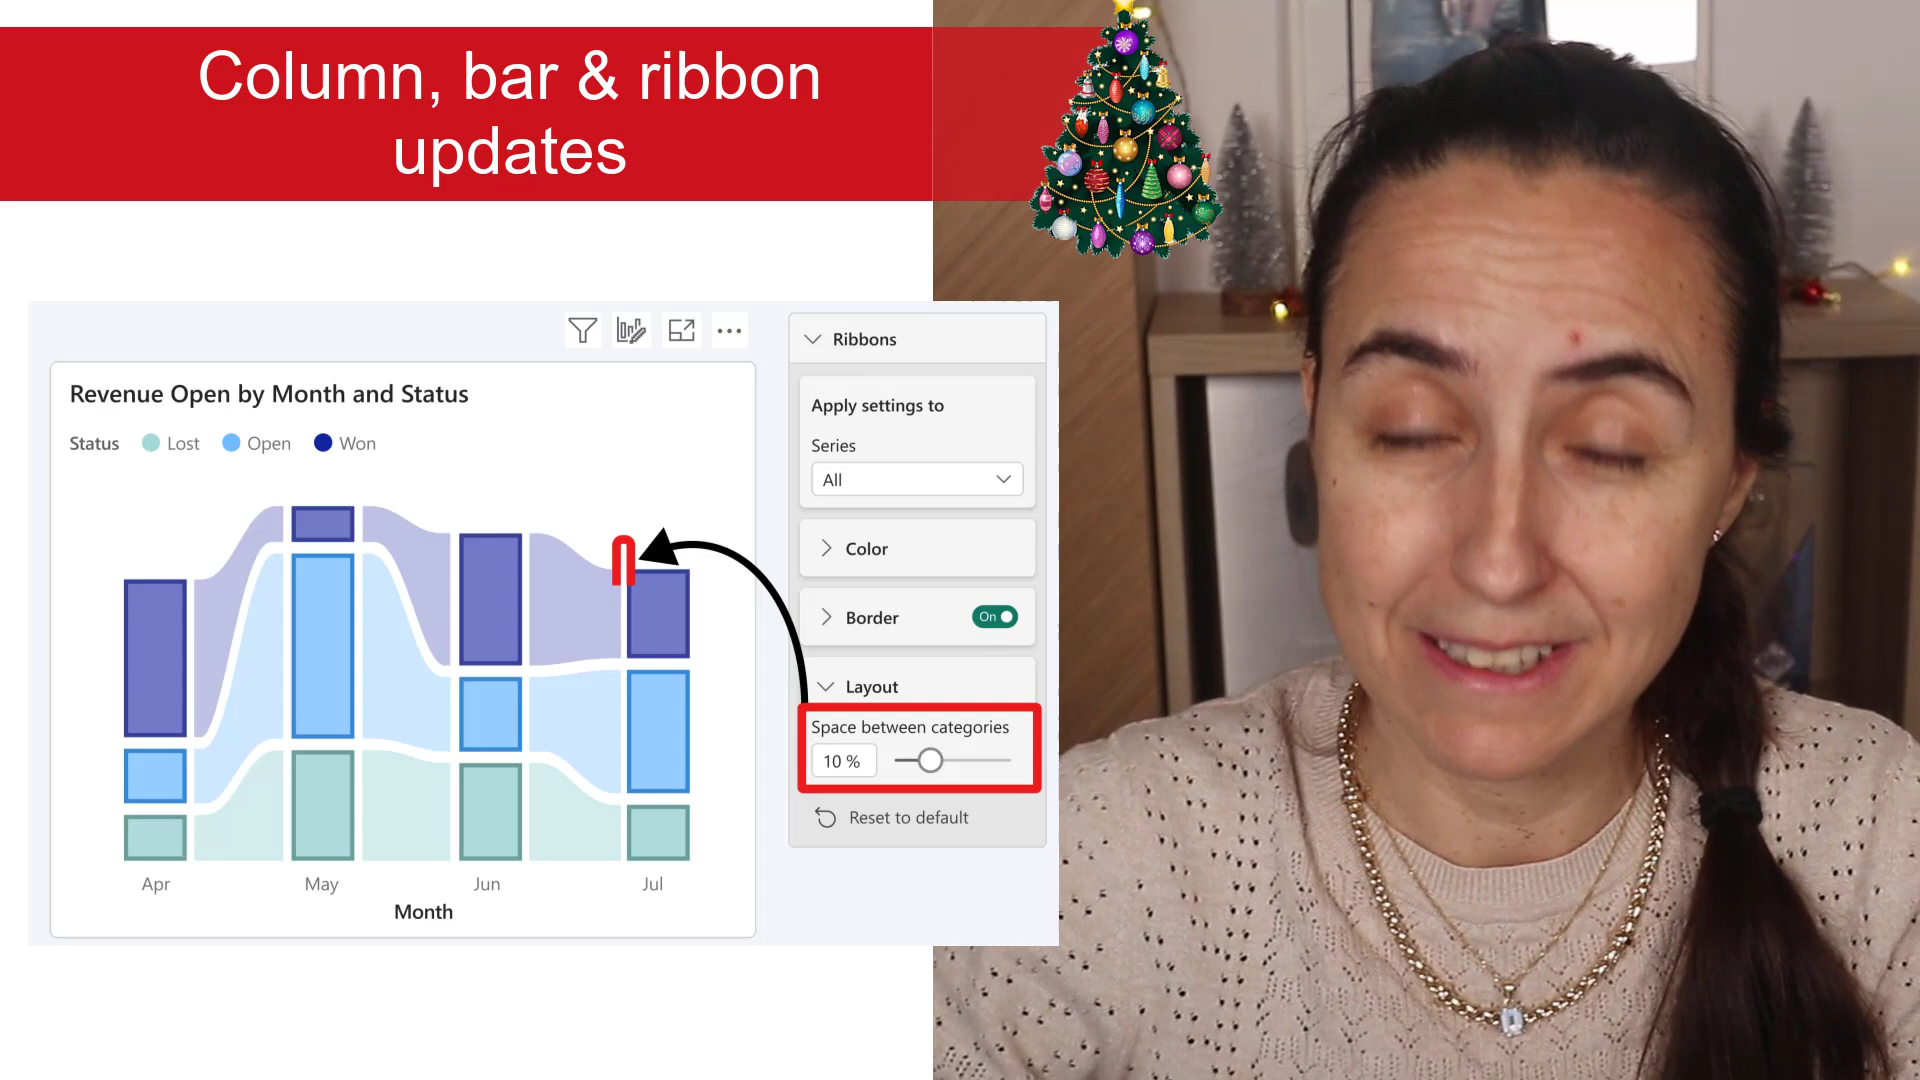 Column, bar & ribbon
updates
Revenue Open by Month and Status
Status Lost Open Won
Apr May Jun Jul
Month
Ribbons
Apply settings to
Series
All
Color
Border On
Layout
Space between categories
10 %
Reset to default